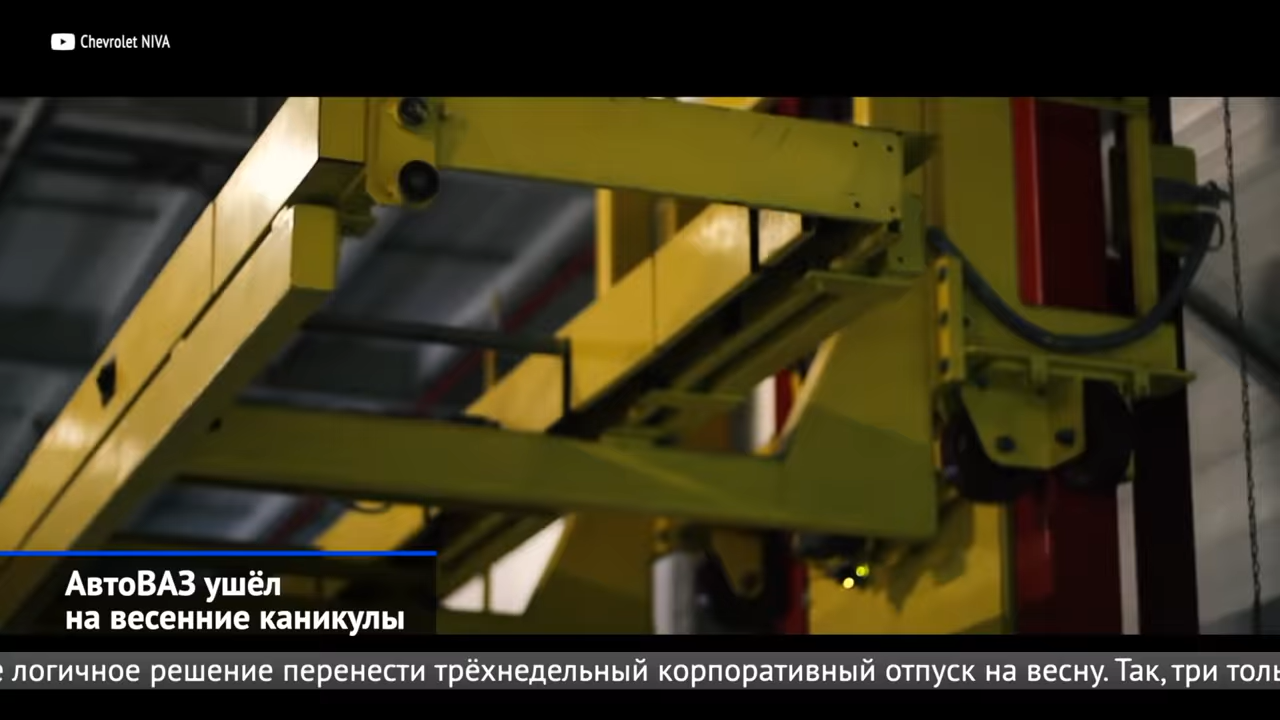 Chevrolet NIVA
АвтоВАЗ ушёл
на весенние каникулы
логичное решение перенести трёхнедельный корпоративный отпуск на весну. Так, три